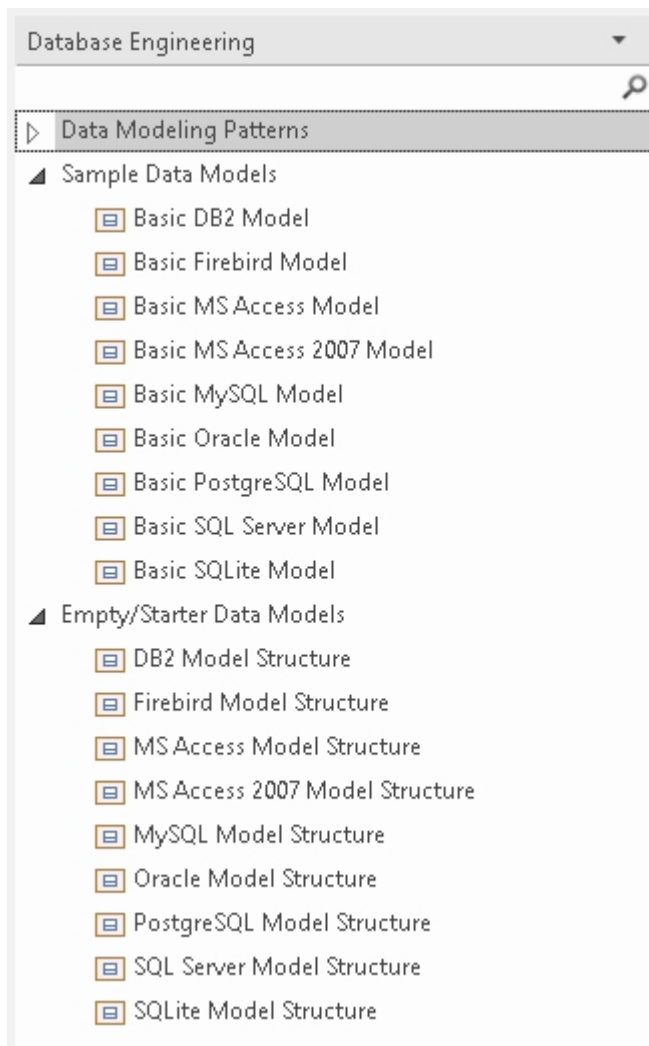 Database Engineering
Data Modeling Patterns
Sample Data Models
Basic DB2 Model
Basic Firebird Model
Basic MS Access Model
Basic MS Access 2007 Model
Basic MySQL Model
Basic Oracle Model
Basic PostgreSQL Model
Basic SQL Server Model
Basic SQLite Model
Empty/Starter Data Models
DB2 Model Structure
Firebird Model Structure
MS Access Model Structure
MS Access 2007 Model Structure
MySQL Model Structure
Oracle Model Structure
PostgreSQL Model Structure
SQL Server Model Structure
SQLite Model Structure